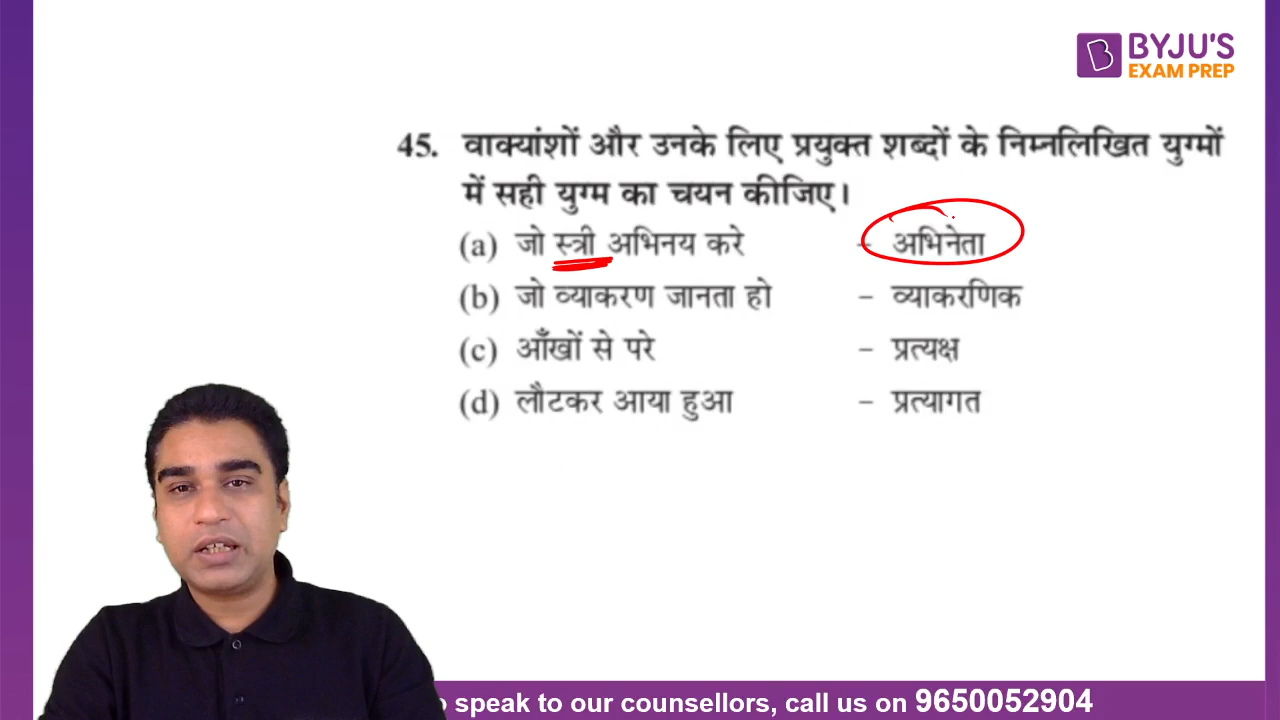 BYJU'S
EXAM PREP
45. वाक्यांशों और उनके लिए प्रयुक्त शब्दों के निम्नलिखित युग्मों
में सही युग्म का चयन कीजिए।
(a) जो स्त्री अभिनय करे – अभिनेता
(b) जो व्याकरण जानता हो – व्याकरणिक
(c) आँखों से परे – प्रत्यक्ष
(d) लौटकर आया हुआ – प्रत्यागत
speak to our counsellors, call us on 9650052904